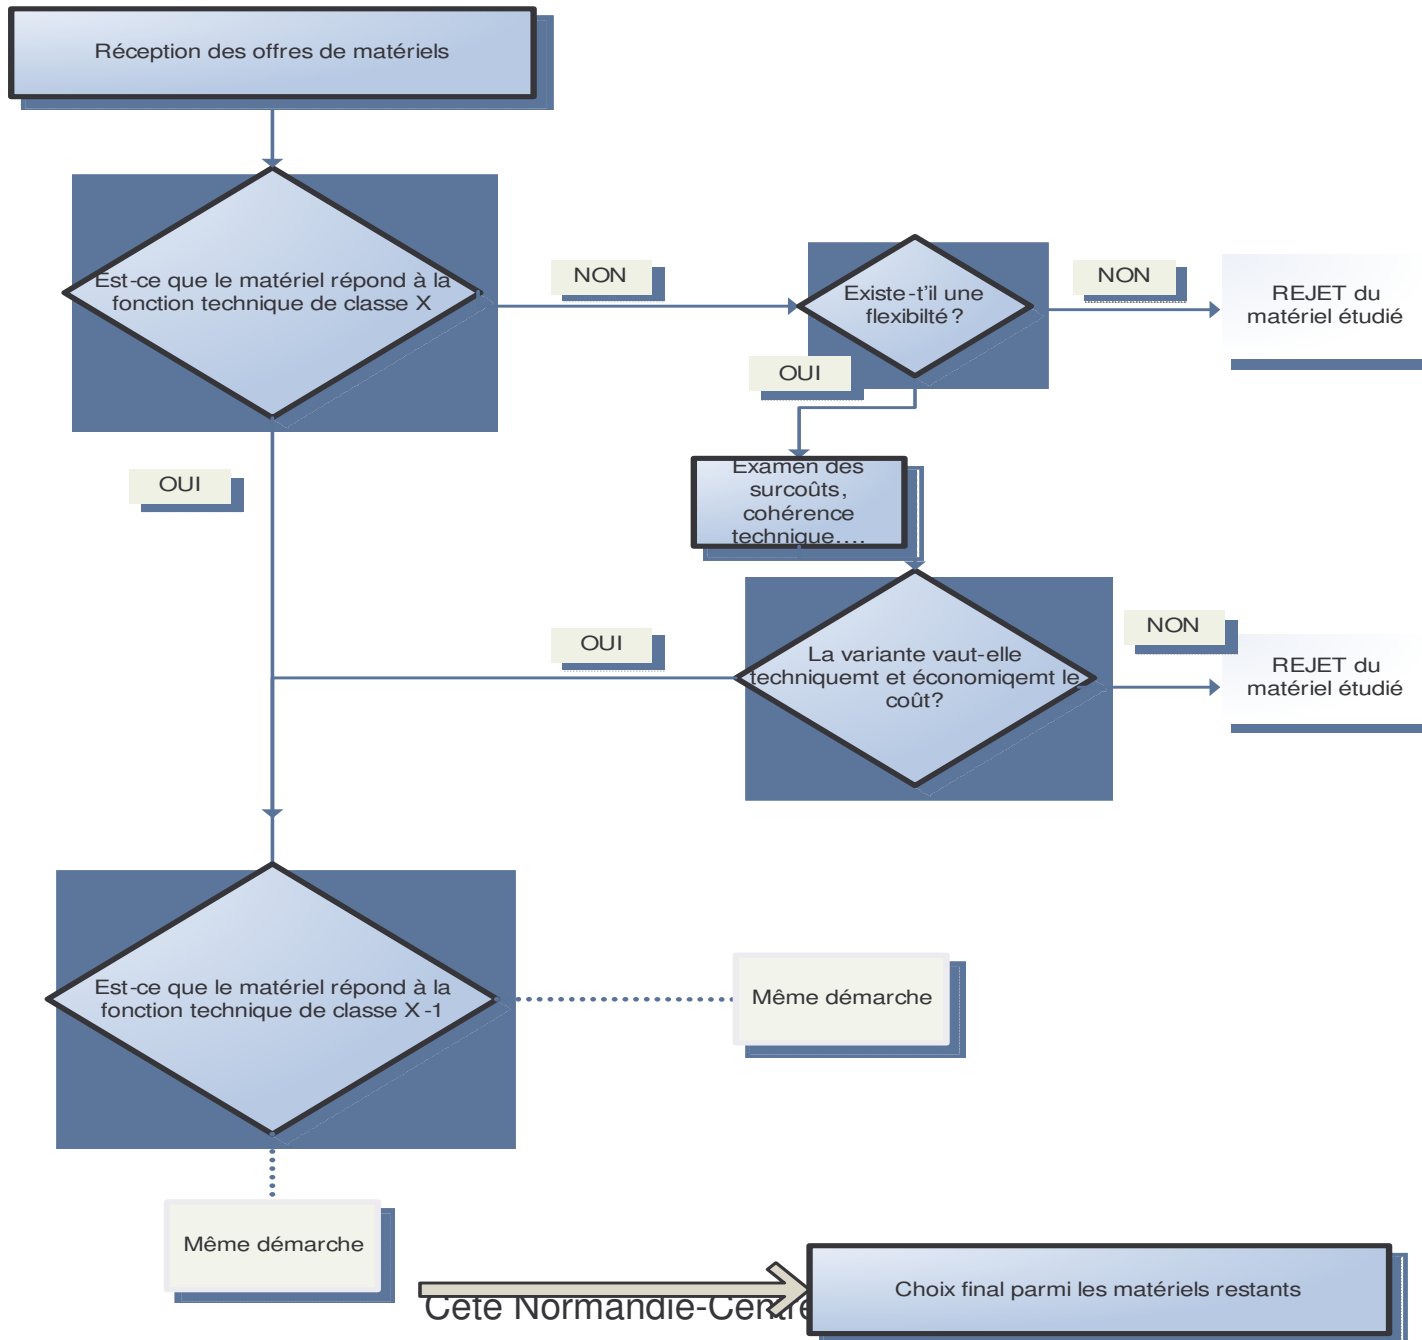 Réception des offres de matériels
Est-ce que le matériel répond à la
fonction technique de classe X
NON
Existe-t'il une
flexibilté?
NON
REJET du
matériel étudié
OUI
OUI
Examen des
surcoûts,
cohérence
technique....
OUI
La variante vaut-elle
techniquemt et économiqemt le
coût?
NON
REJET du
matériel étudié
Est-ce que le matériel répond à la
fonction technique de classe X-1
Même démarche
Même démarche
Choix final parmi les matériels restants
Cete Normandie-Centre